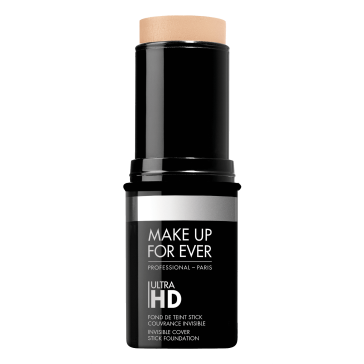 MAKE UP
FOR EVER
PROFESSIONAL – PARIS
ULTRA
HD
FOND DE TEINT STICK
COUVRANCE INVISIBLE
INVISIBLE COVER
STICK FOUNDATION